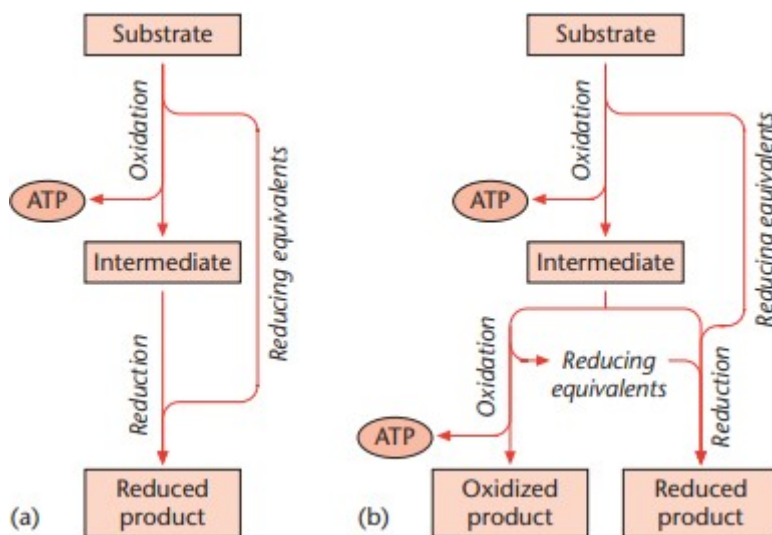 Substrate
Oxidation
ATP
Reducing equivalents
Intermediate
Reduction
Reduced
product
(a)
Substrate
Oxidation
ATP
Reducing equivalents
Intermediate
Oxidation
Reducing
equivalents
Reduction
ATP
Oxidized
product
Reduced
product
(b)